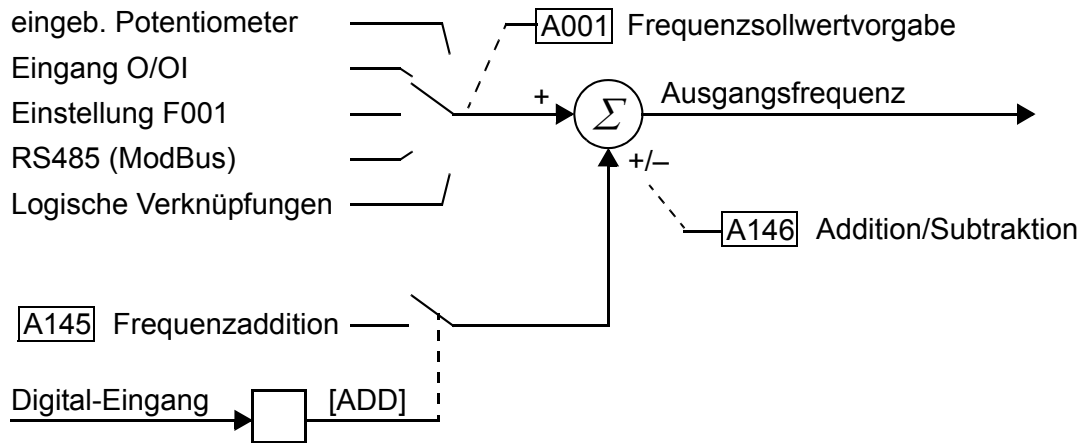 eingeb. Potentiometer
A001 Frequenzsollwertvorgabe
Eingang O/OI
Einstellung F001
+
Σ
Ausgangsfrequenz
RS485 (ModBus)
+/–
Logische Verknüpfungen
A146 Addition/Subtraktion
A145 Frequenzaddition
Digital-Eingang
[ADD]